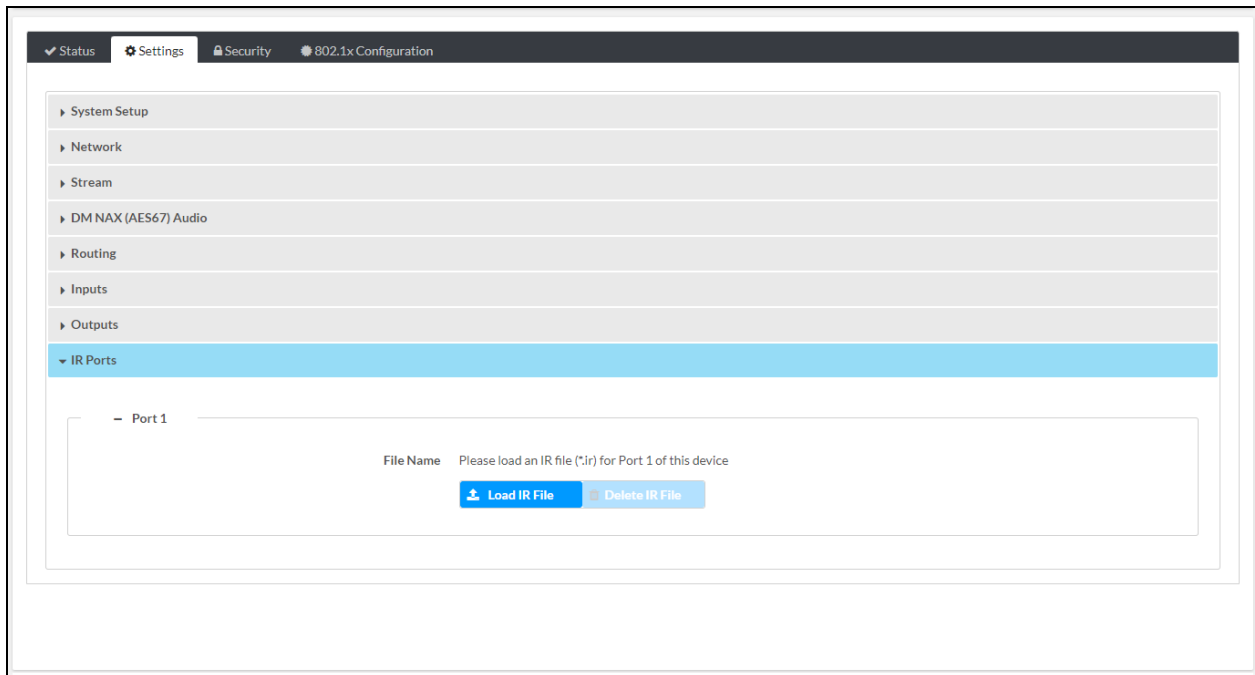 Status Settings Security 802.1x Configuration
System Setup
Network
Stream
DM NAX (AES67) Audio
Routing
Inputs
Outputs
IR Ports
Port 1
File Name Please load an IR file (*.ir) for Port 1 of this device
Load IR File Delete IR File